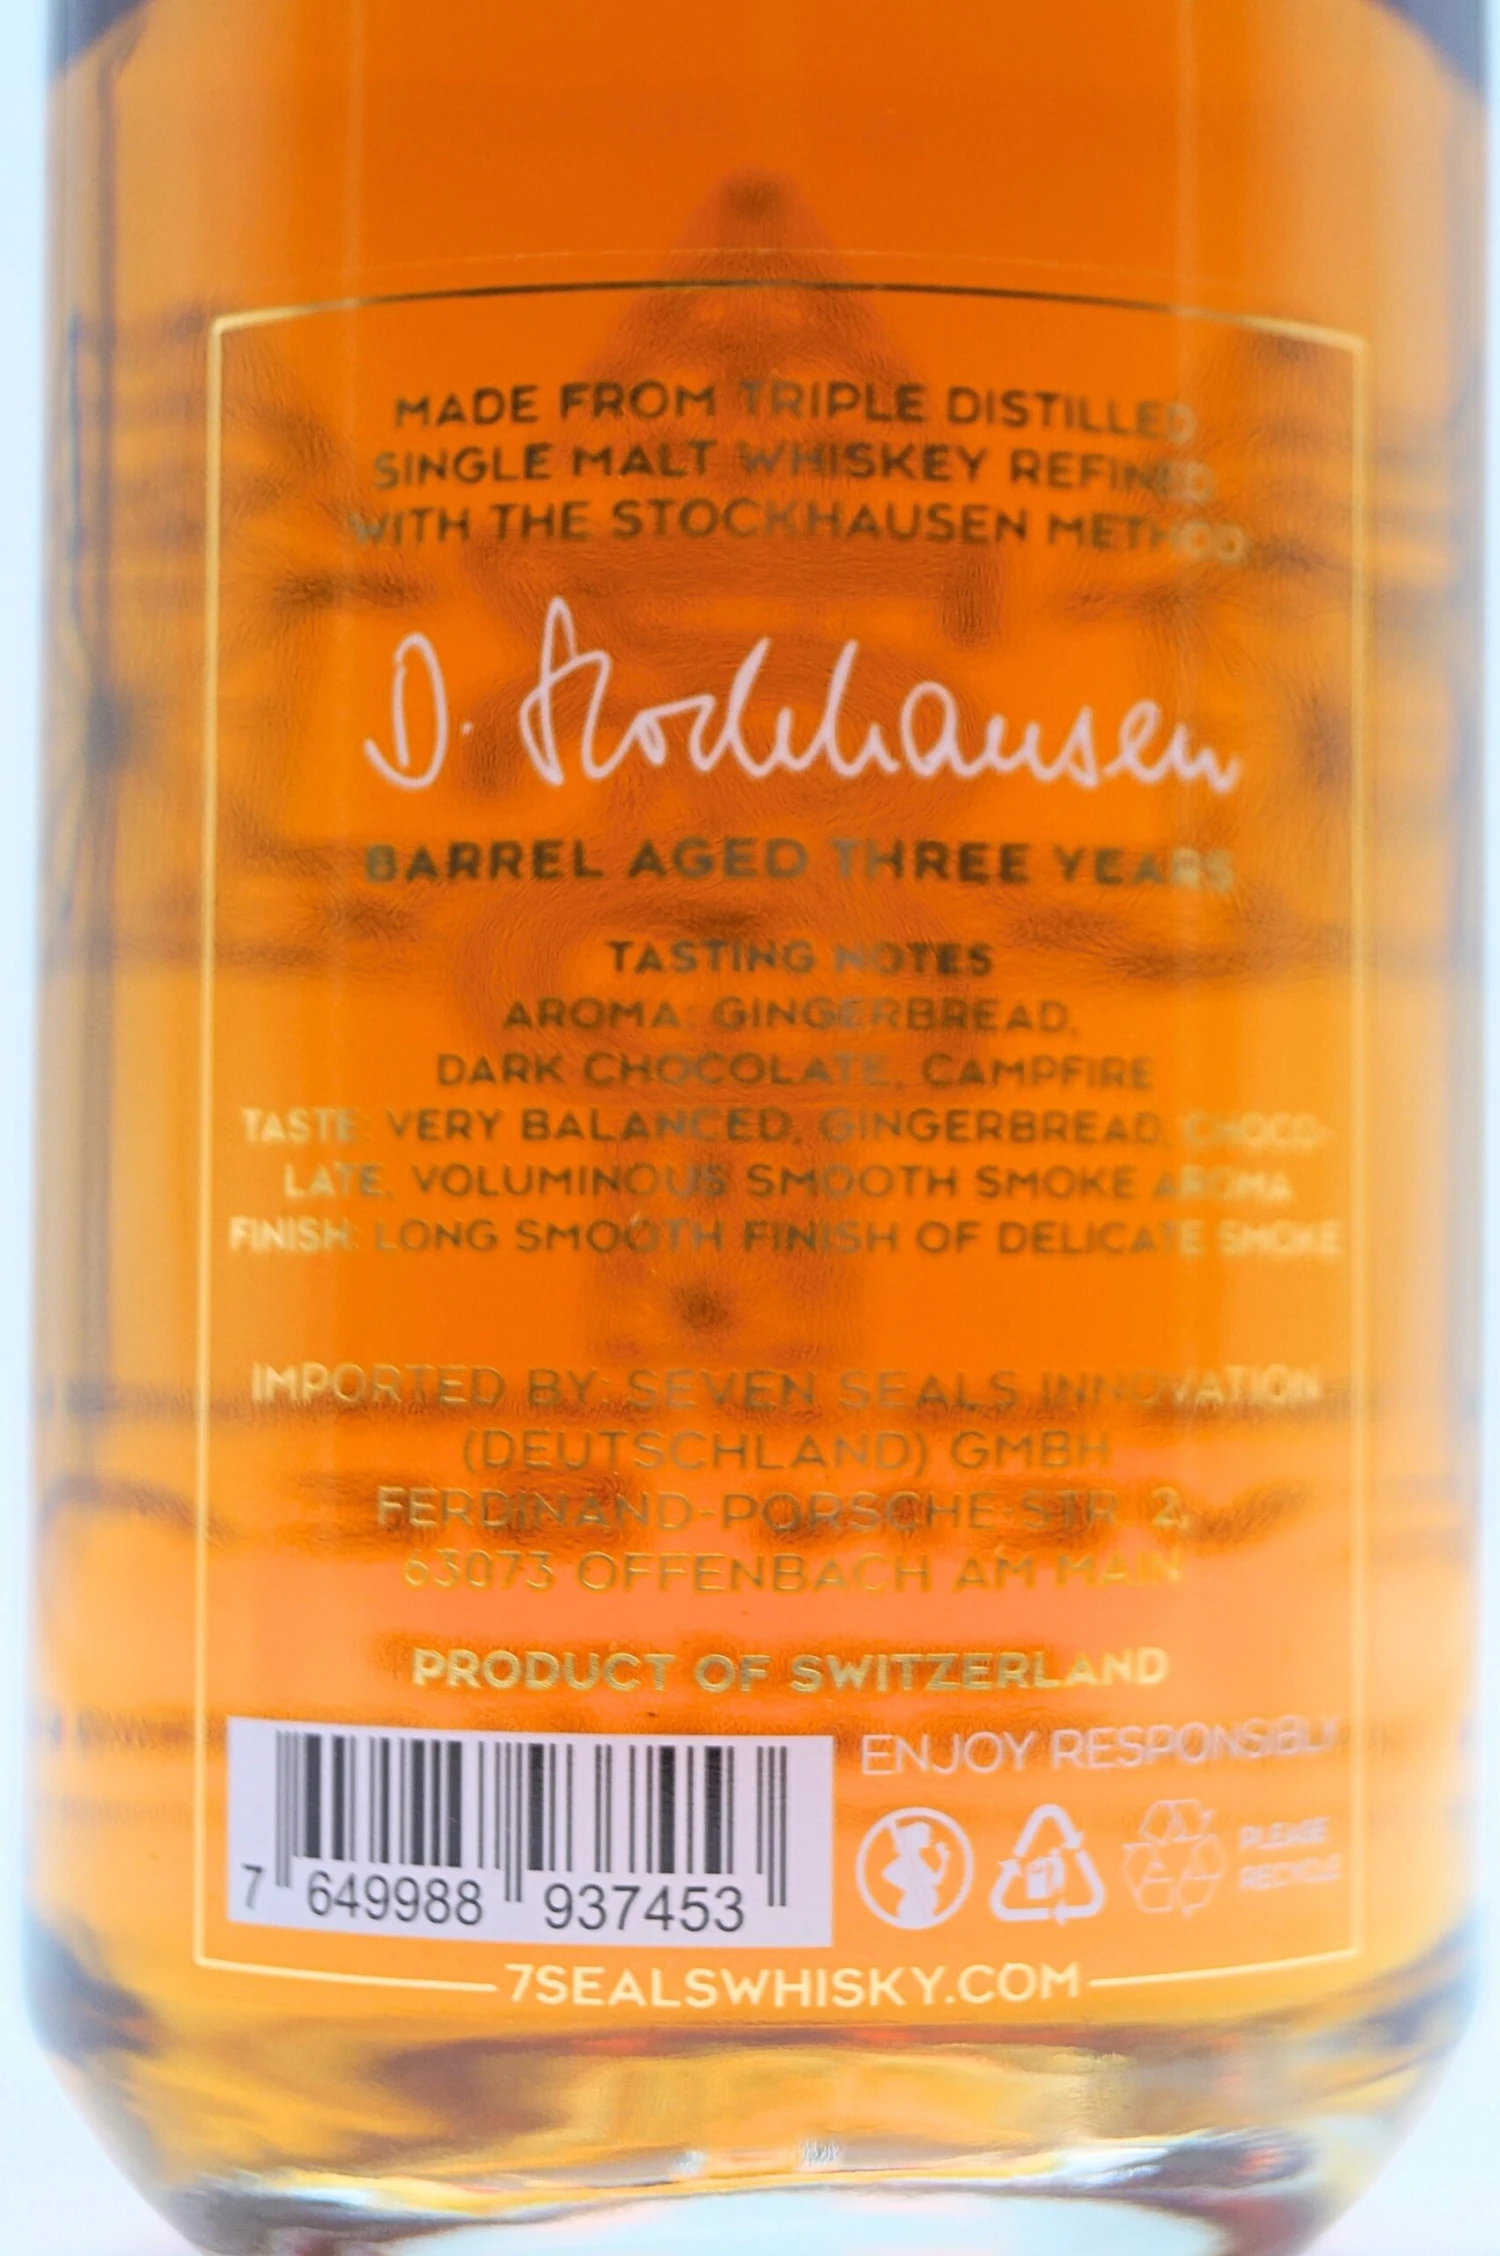 MADE FROM TRIPLE DISTILLED
SINGLE MALT WHISKEY REFINED
WITH THE STOCKHAUSEN METHOD
D. Stockhausen
BARREL AGED THREE YEARS
TASTING NOTES
AROMA: GINGERBREAD,
DARK CHOCOLATE, CAMPFIRE
TASTE: VERY BALANCED, GINGERBREAD, CHOCO-
LATE, VOLUMINOUS SMOOTH SMOKE AROMA
FINISH: LONG SMOOTH FINISH OF DELICATE SMOKE
IMPORTED BY: SEVEN SEALS INNOVATION
(DEUTSCHLAND) GMBH
FERDINAND-PORSCHE-STR. 2,
63073 OFFENBACH AM MAIN
PRODUCT OF SWITZERLAND
ENJOY RESPONSIBLY
PLEASE
RECYCLE
7 649988 937453
7SEALSWHISKY.COM